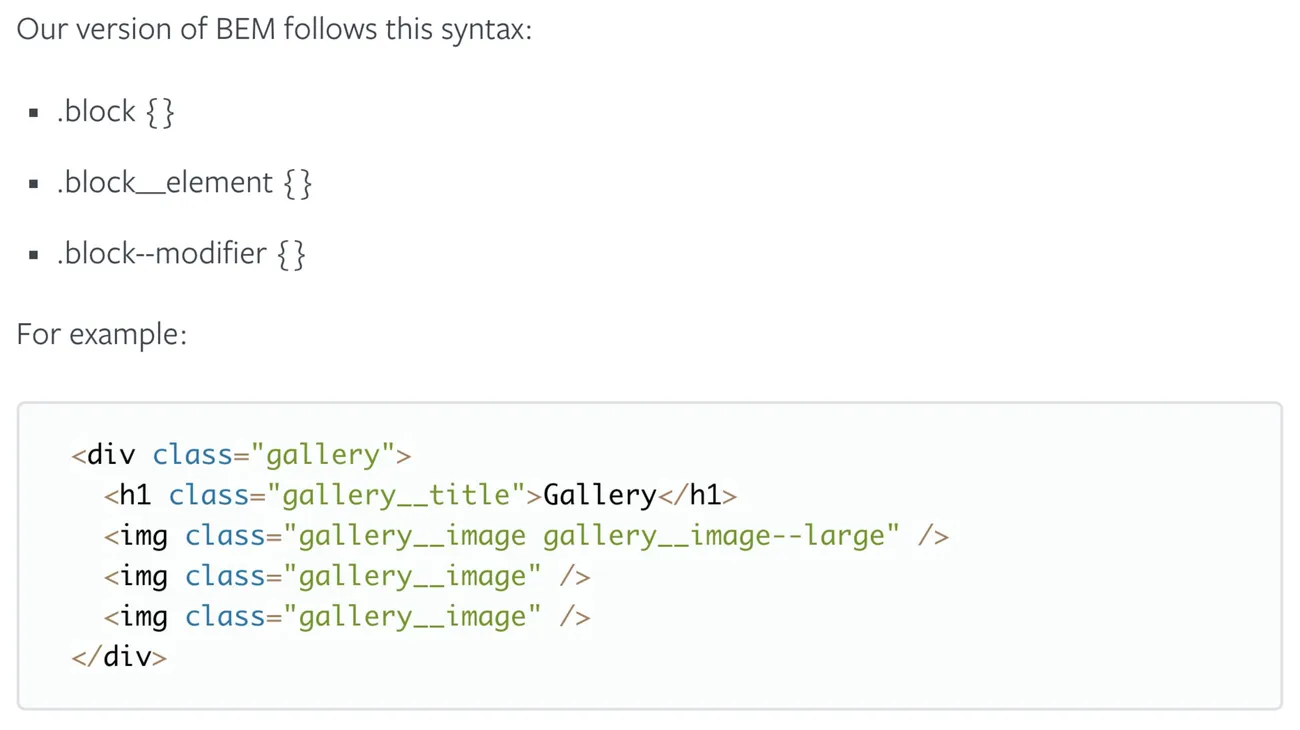 Our version of BEM follows this syntax:
▪ .block {}
▪ .block__element {}
▪ .block--modifier {}
For example:
<div class="gallery">
  <h1 class="gallery__title">Gallery</h1>
  <img class="gallery__image gallery__image--large" />
  <img class="gallery__image" />
  <img class="gallery__image" />
</div>